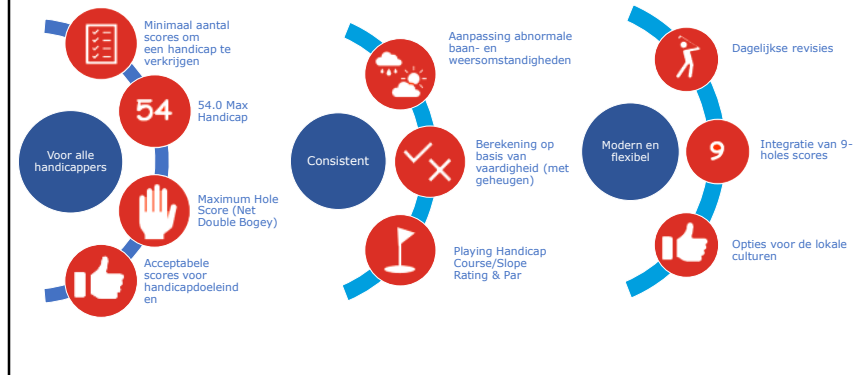 Minimaal aantal
scores om
een handicap te
verkrijgen
54
54.0 Max
Handicap
Voor alle
handicappers
Maximum Hole
Score (Net
Double Bogey)
Acceptabele
scores voor
handicapdoeleind
en
Aanpassing abnormale
baan- en
weersomstandigheden
Consistent
Berekening op
basis van
vaardigheid (met
geheugen)
Playing Handicap
Course/Slope
Rating & Par
Dagelijkse revisies
Modern en
flexibel
9
Integratie van 9-
holes scores
Opties voor de lokale
culturen